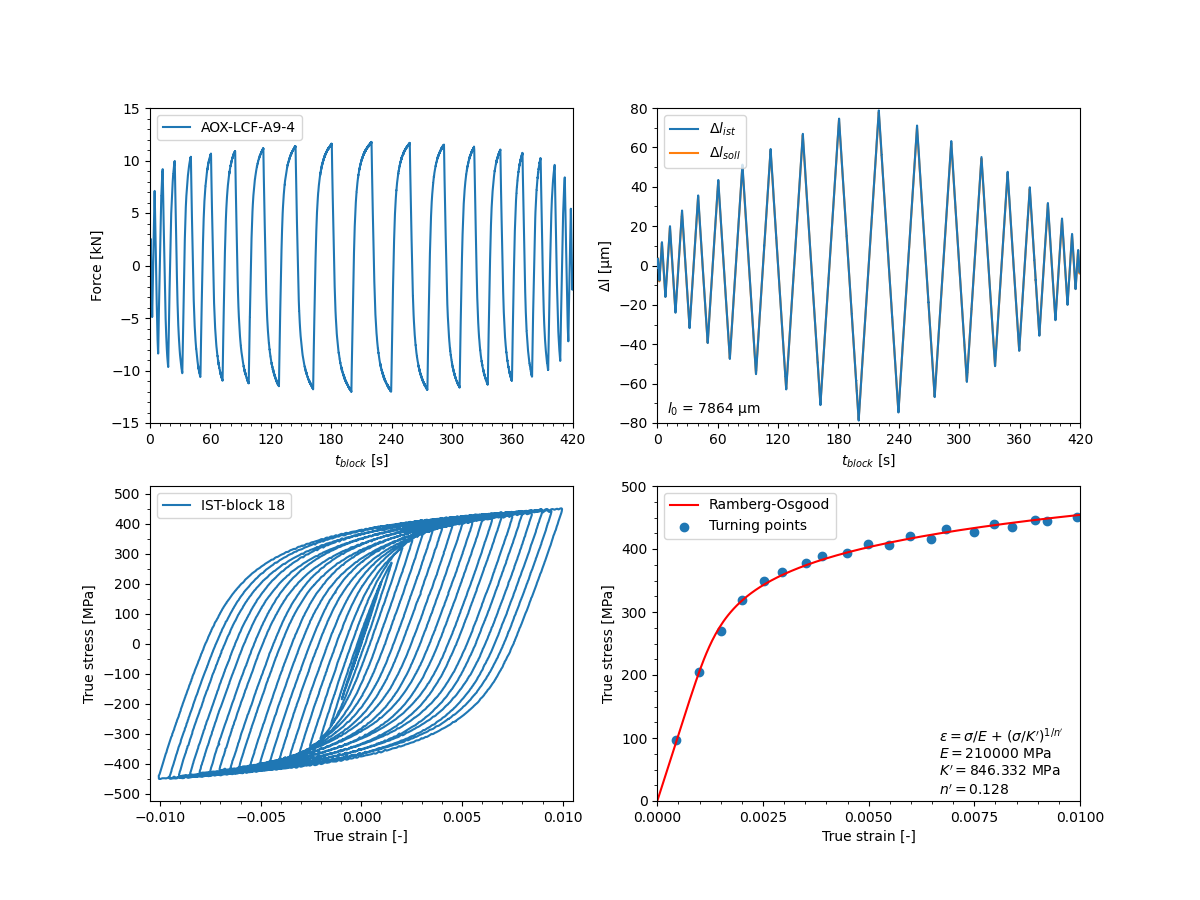 15
10
5
0
−5
−10
−15
Force [kN]
AOX-LCF-A9-4
0 60 120 180 240 300 360 420
t_block [s]
80
60
40
20
0
−20
−40
−60
−80
Δl [µm]
Δl_ist
Δl_soll
l_0 = 7864 µm
0 60 120 180 240 300 360 420
t_block [s]
500
400
300
200
100
0
−100
−200
−300
−400
−500
True stress [MPa]
IST-block 18
−0.010 −0.005 0.000 0.005 0.010
True strain [-]
500
400
300
200
100
0
True stress [MPa]
Ramberg-Osgood
Turning points
ε = σ/E + (σ/K′)^{1/n′}
E = 210000 MPa
K′ = 846.332 MPa
n′ = 0.128
0.0000 0.0025 0.0050 0.0075 0.0100
True strain [-]